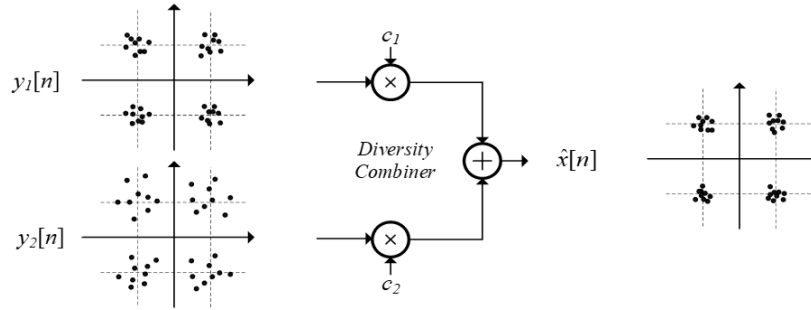 y₁[n]
c₁
×
Diversity
Combiner
+
x̂[n]
y₂[n]
×
c₂